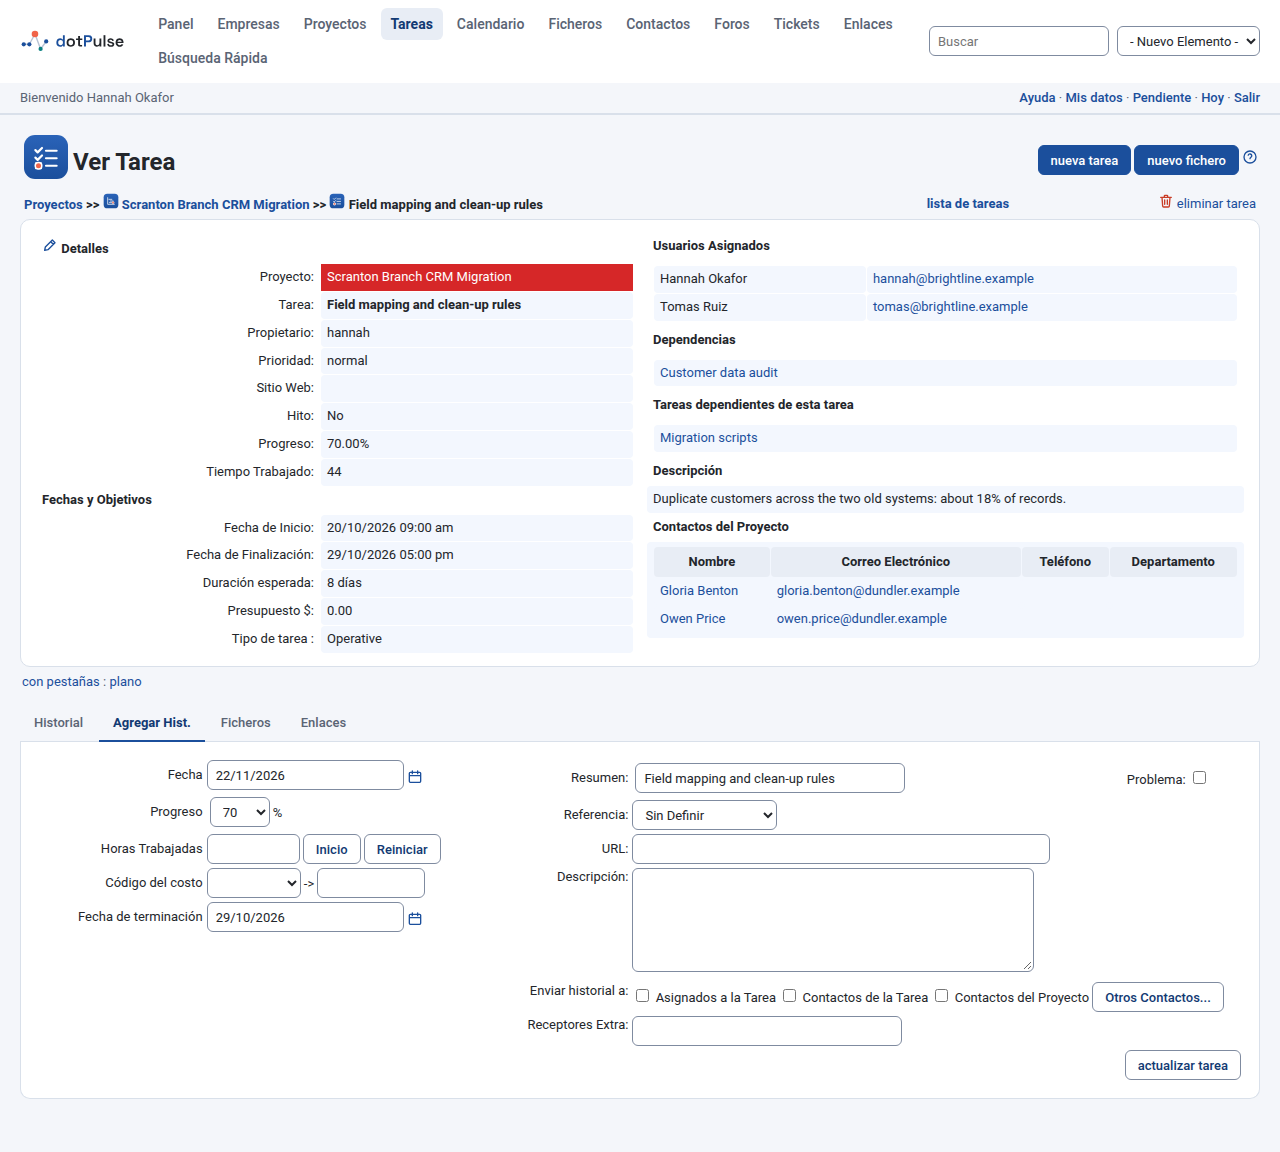 dotPulse
Panel Empresas Proyectos Tareas Calendario Ficheros Contactos Foros Tickets Enlaces
Búsqueda Rápida
Buscar
- Nuevo Elemento -
Bienvenido Hannah Okafor
Ayuda · Mis datos · Pendiente · Hoy · Salir
Ver Tarea
nueva tarea
nuevo fichero
Proyectos >> Scranton Branch CRM Migration >> Field mapping and clean-up rules
lista de tareas
eliminar tarea
Detalles
Proyecto: Scranton Branch CRM Migration
Tarea: Field mapping and clean-up rules
Propietario: hannah
Prioridad: normal
Sitio Web:
Hito: No
Progreso: 70.00%
Tiempo Trabajado: 44
Fechas y Objetivos
Fecha de Inicio: 20/10/2026 09:00 am
Fecha de Finalización: 29/10/2026 05:00 pm
Duración esperada: 8 días
Presupuesto $: 0.00
Tipo de tarea : Operative
Usuarios Asignados
Hannah Okafor hannah@brightline.example
Tomas Ruiz tomas@brightline.example
Dependencias
Customer data audit
Tareas dependientes de esta tarea
Migration scripts
Descripción
Duplicate customers across the two old systems: about 18% of records.
Contactos del Proyecto
Nombre Correo Electrónico Teléfono Departamento
Gloria Benton gloria.benton@dundler.example
Owen Price owen.price@dundler.example
con pestañas : plano
Historial Agregar Hist. Ficheros Enlaces
Fecha 22/11/2026
Progreso 70 %
Horas Trabajadas Inicio Reiniciar
Código del costo ->
Fecha de terminación 29/10/2026
Resumen: Field mapping and clean-up rules
Problema:
Referencia: Sin Definir
URL:
Descripción:
Enviar historial a: Asignados a la Tarea Contactos de la Tarea Contactos del Proyecto Otros Contactos...
Receptores Extra:
actualizar tarea